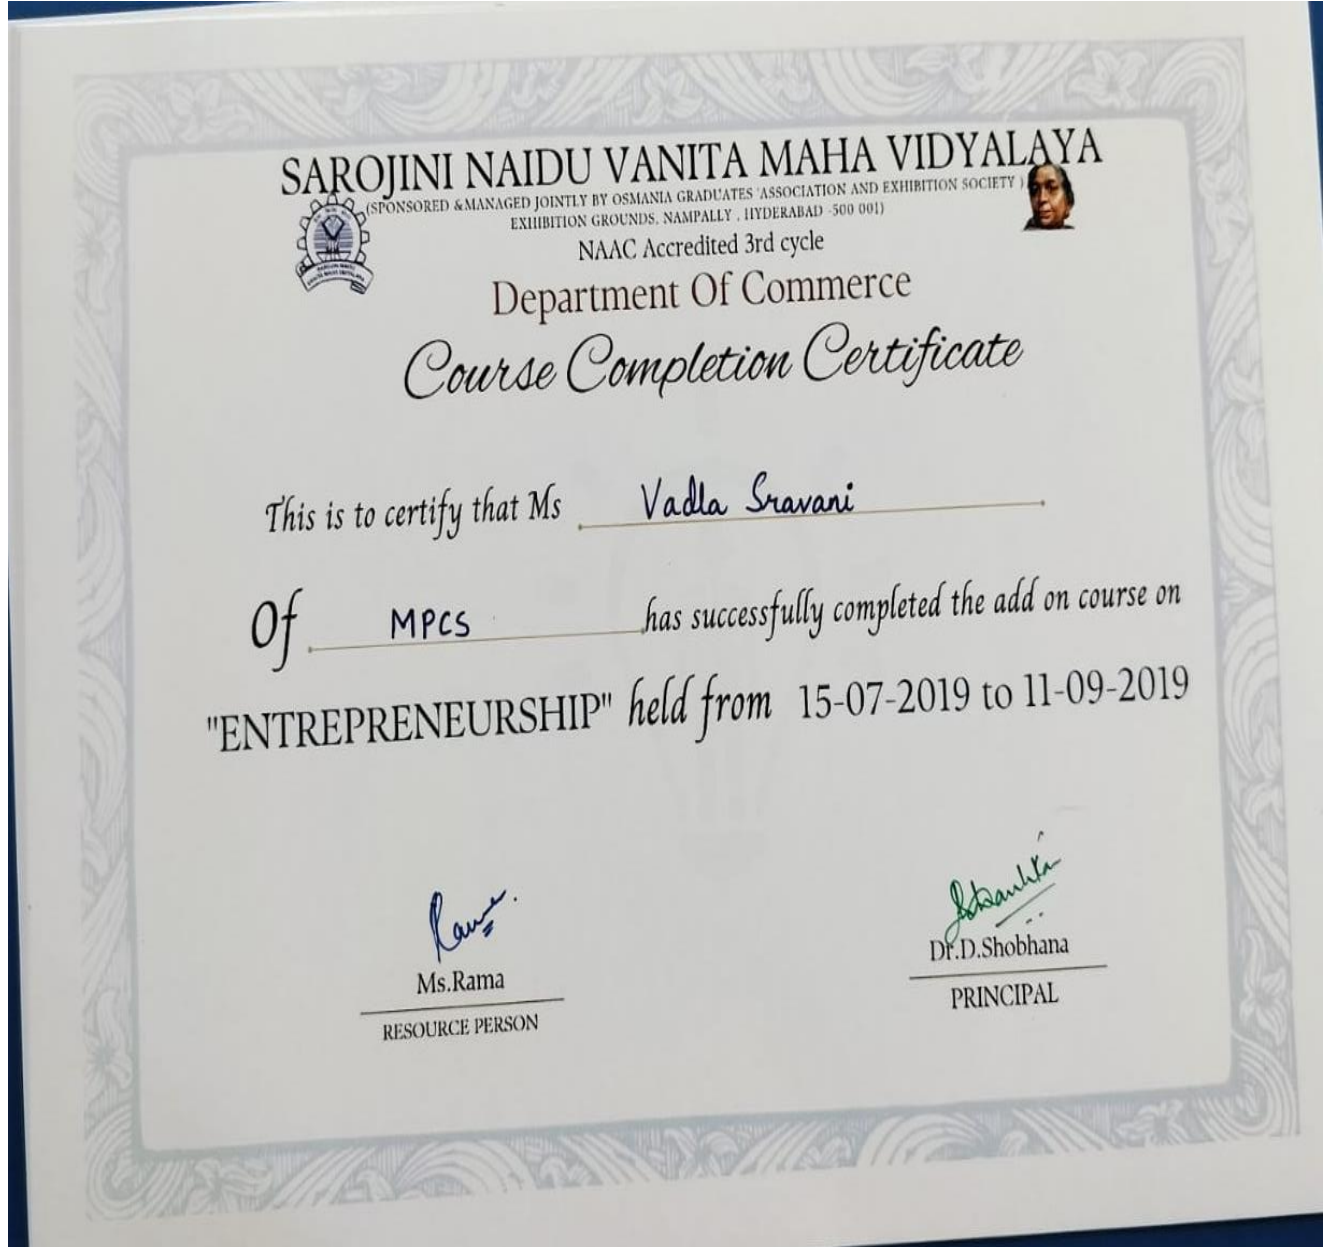 SAROJINI NAIDU VANITA MAHA VIDYALAYA
(SPONSORED &MANAGED JOINTLY BY OSMANIA GRADUATES 'ASSOCIATION AND EXHIBITION SOCIETY )
EXHIBITION GROUNDS, NAMPALLY , HYDERABAD -500 001)
NAAC Accredited 3rd cycle
Department Of Commerce
Course Completion Certificate
This is to certify that Ms Vadla Sravani
Of MPCS has successfully completed the add on course on
"ENTREPRENEURSHIP" held from 15-07-2019 to 11-09-2019
Rama
Ms.Rama
RESOURCE PERSON
Dr.D.Shobhana
PRINCIPAL